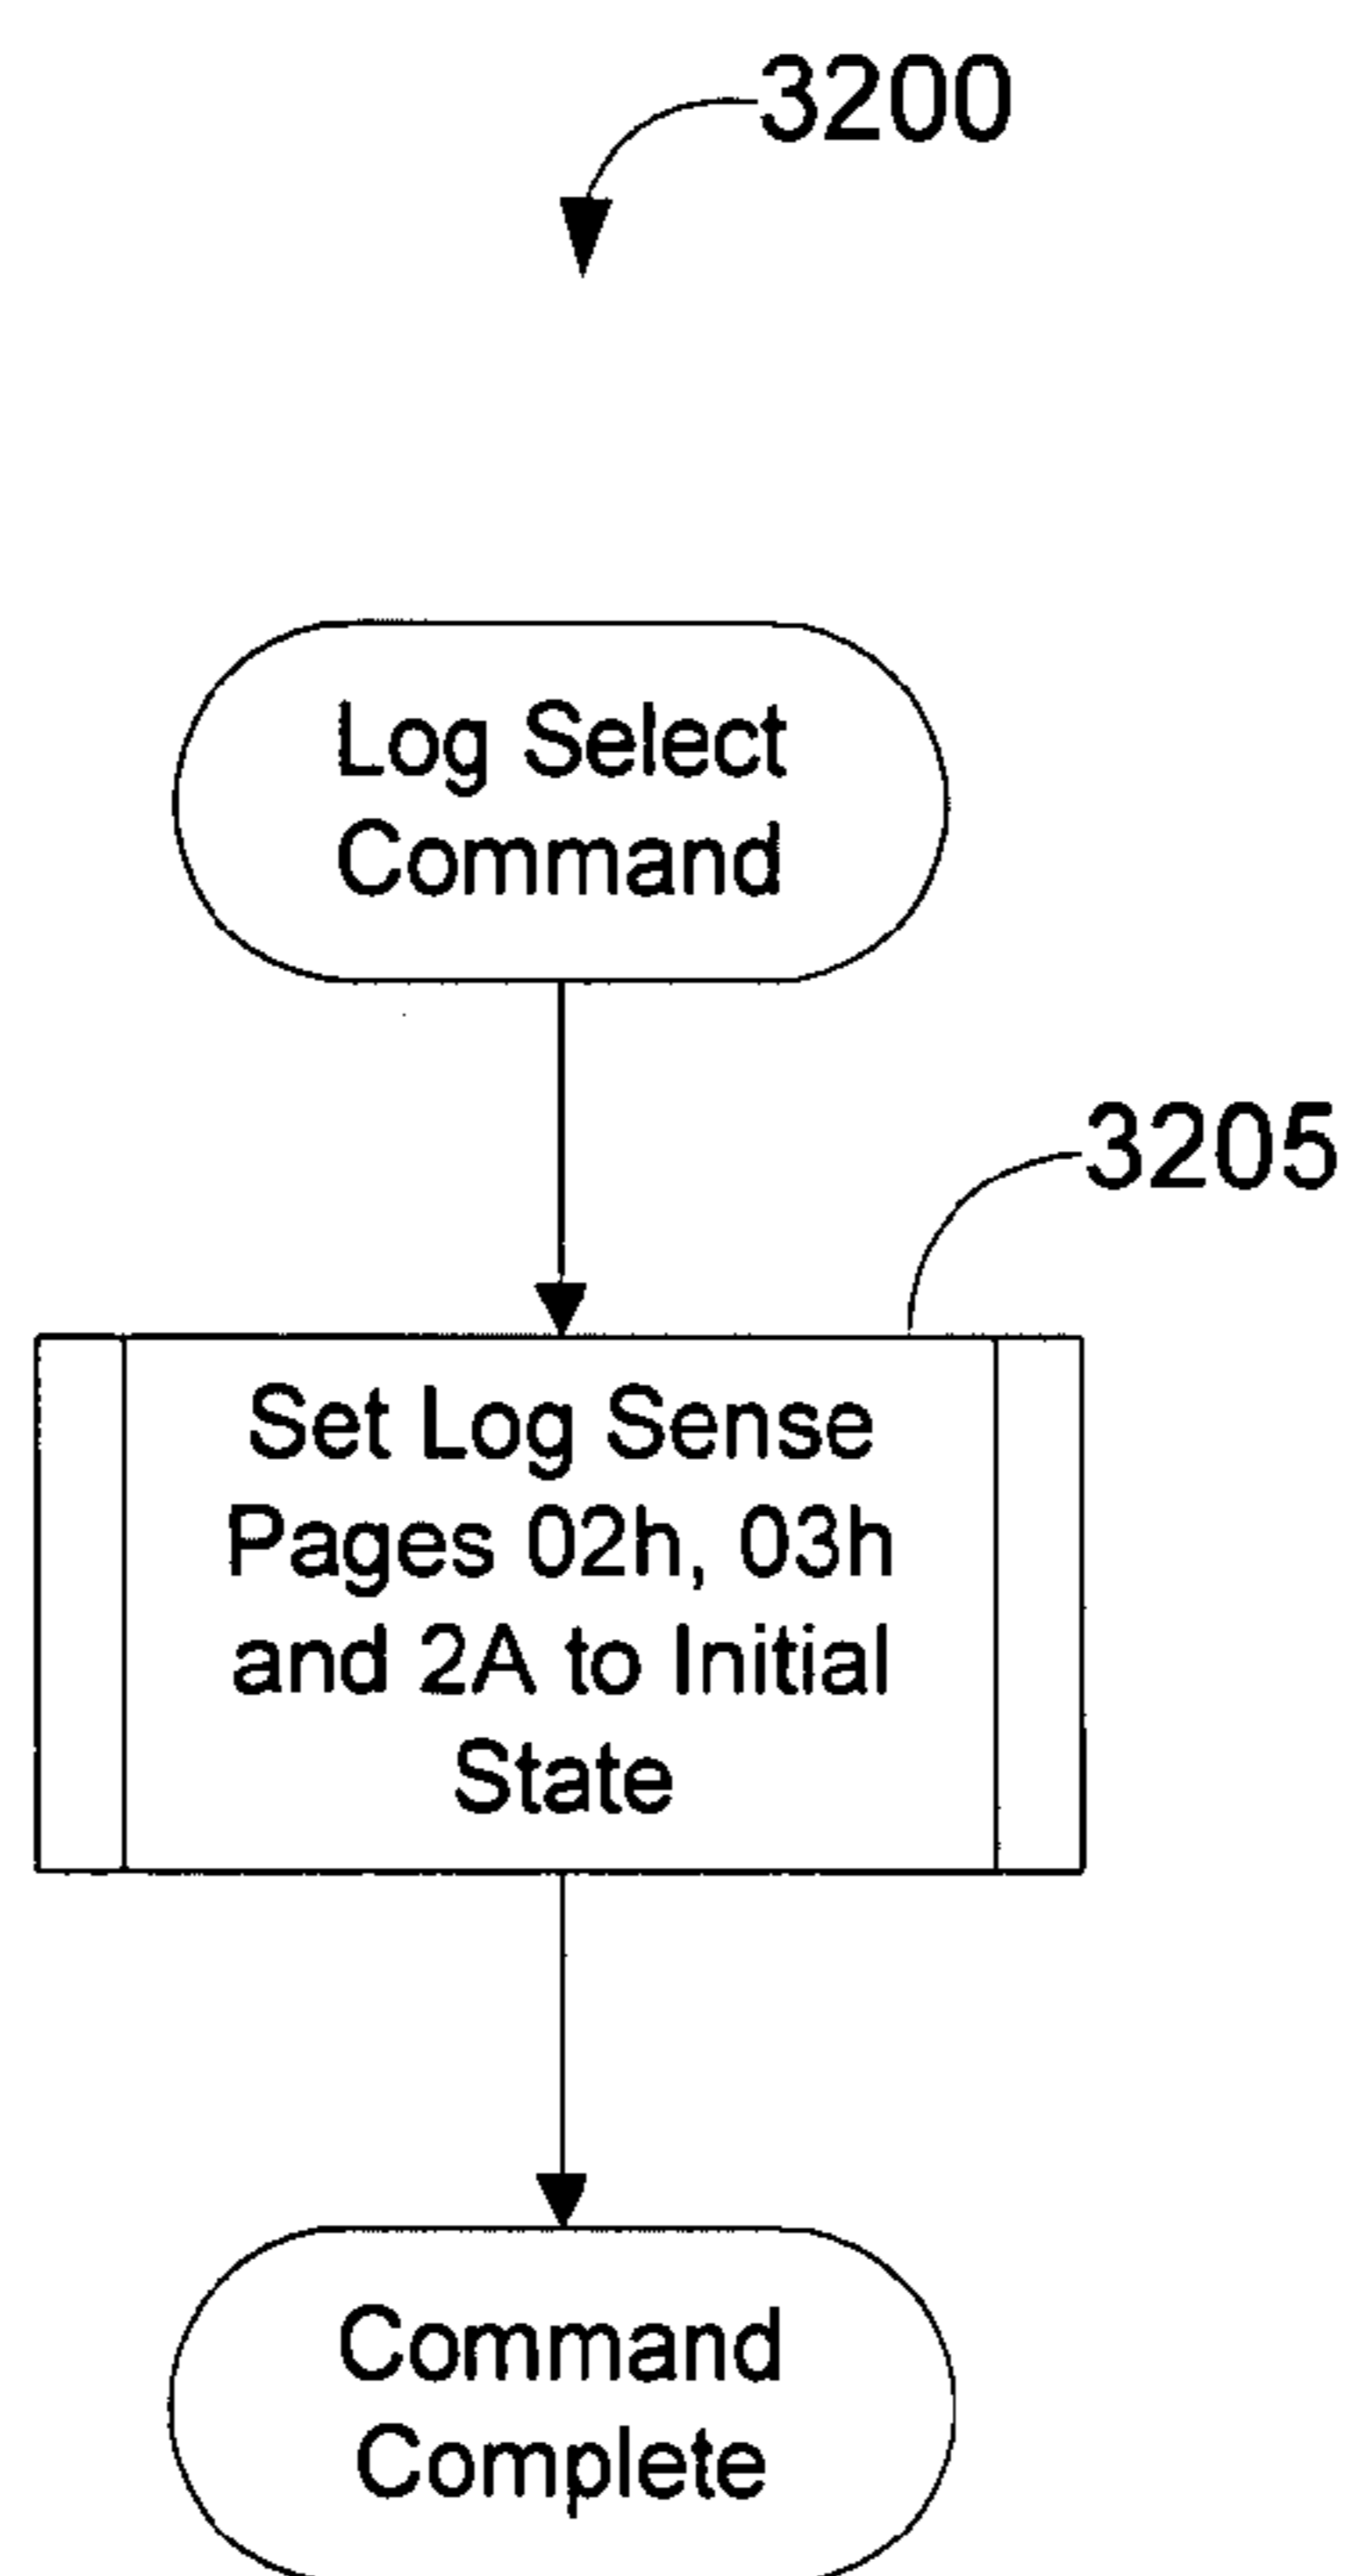 3200
Log Select
Command
3205
Set Log Sense
Pages 02h, 03h
and 2A to Initial
State
Command
Complete